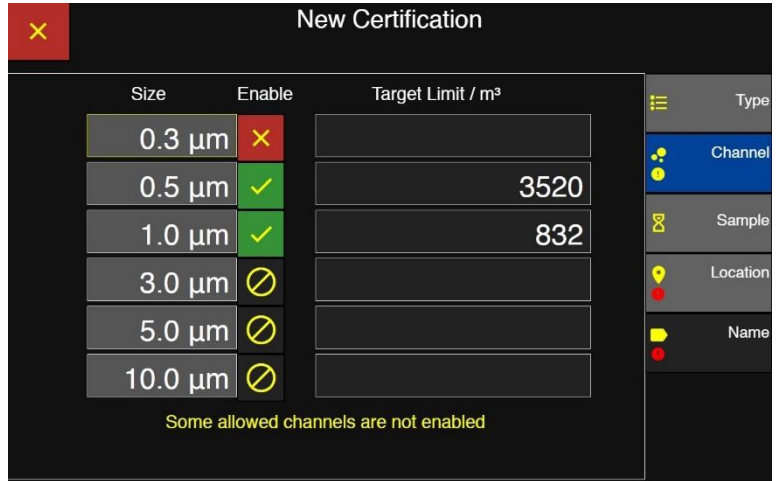 New Certification
Size Enable Target Limit / m³
0.3 µm
0.5 µm 3520
1.0 µm 832
3.0 µm
5.0 µm
10.0 µm
Some allowed channels are not enabled
Type
Channel
Sample
Location
Name